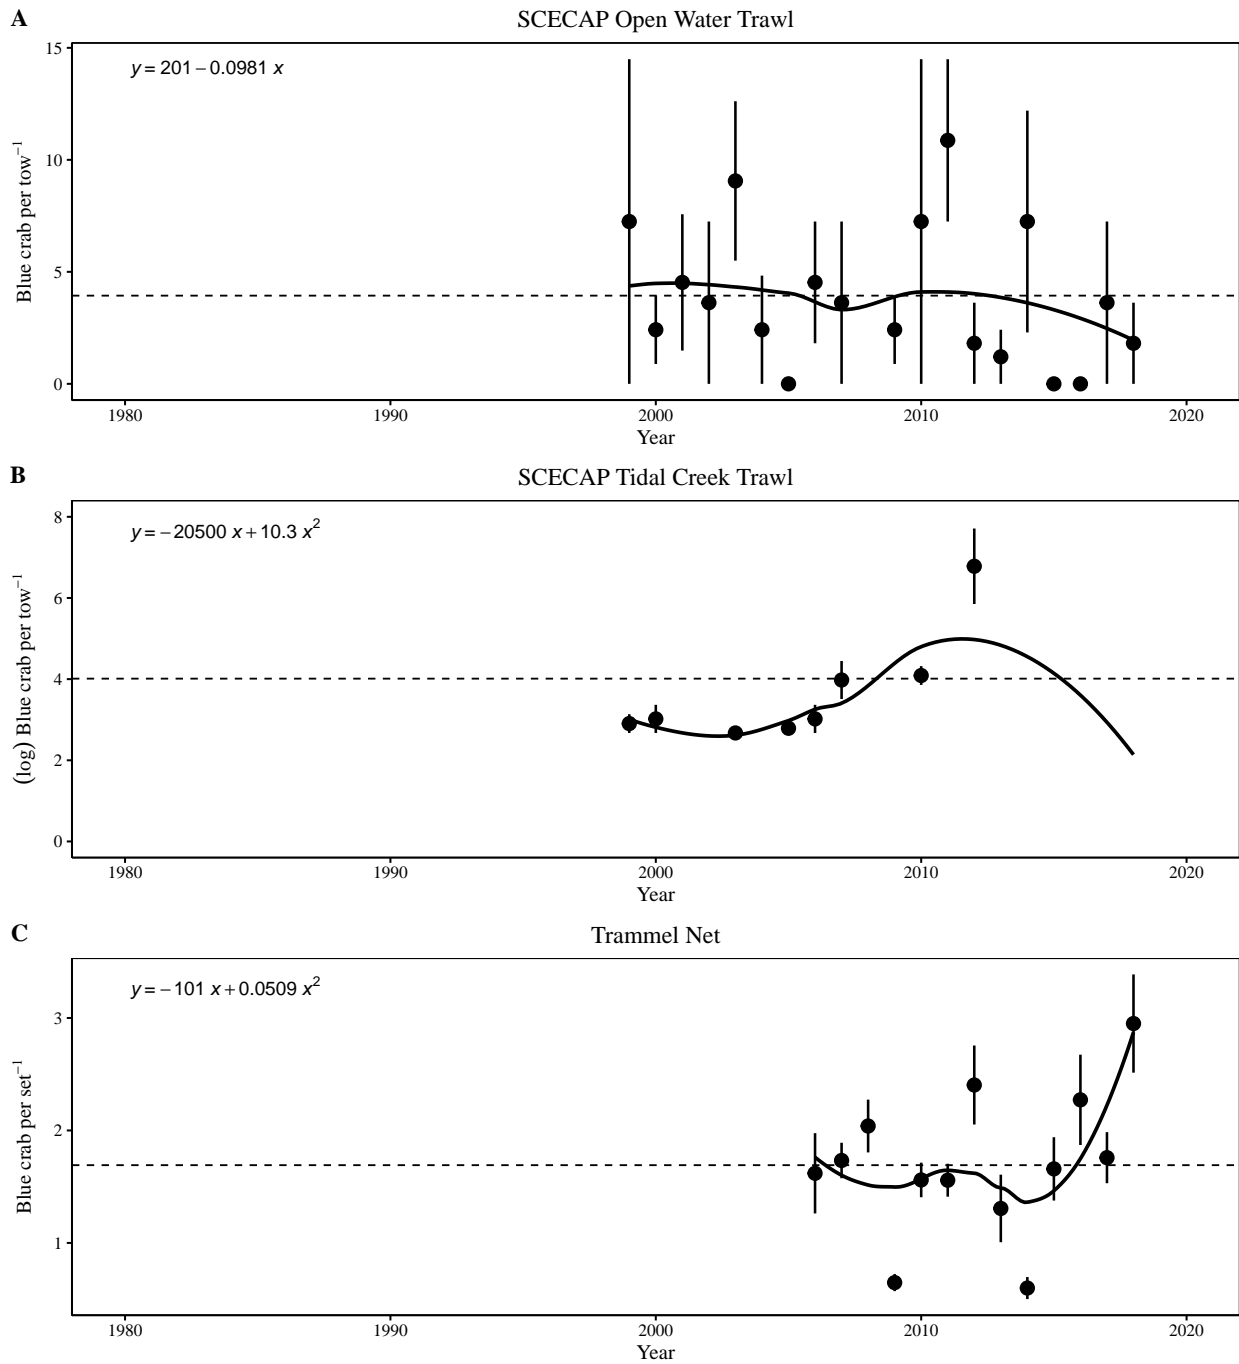 A
SCECAP Open Water Trawl
y = 201 − 0.0981 x
Blue crab per tow⁻¹
15
10
5
0
1980 1990 2000 2010 2020
Year
B
SCECAP Tidal Creek Trawl
y = −20500 x + 10.3 x²
(log) Blue crab per tow⁻¹
8
6
4
2
0
1980 1990 2000 2010 2020
Year
C
Trammel Net
y = −101 x + 0.0509 x²
Blue crab per set⁻¹
3
2
1
1980 1990 2000 2010 2020
Year